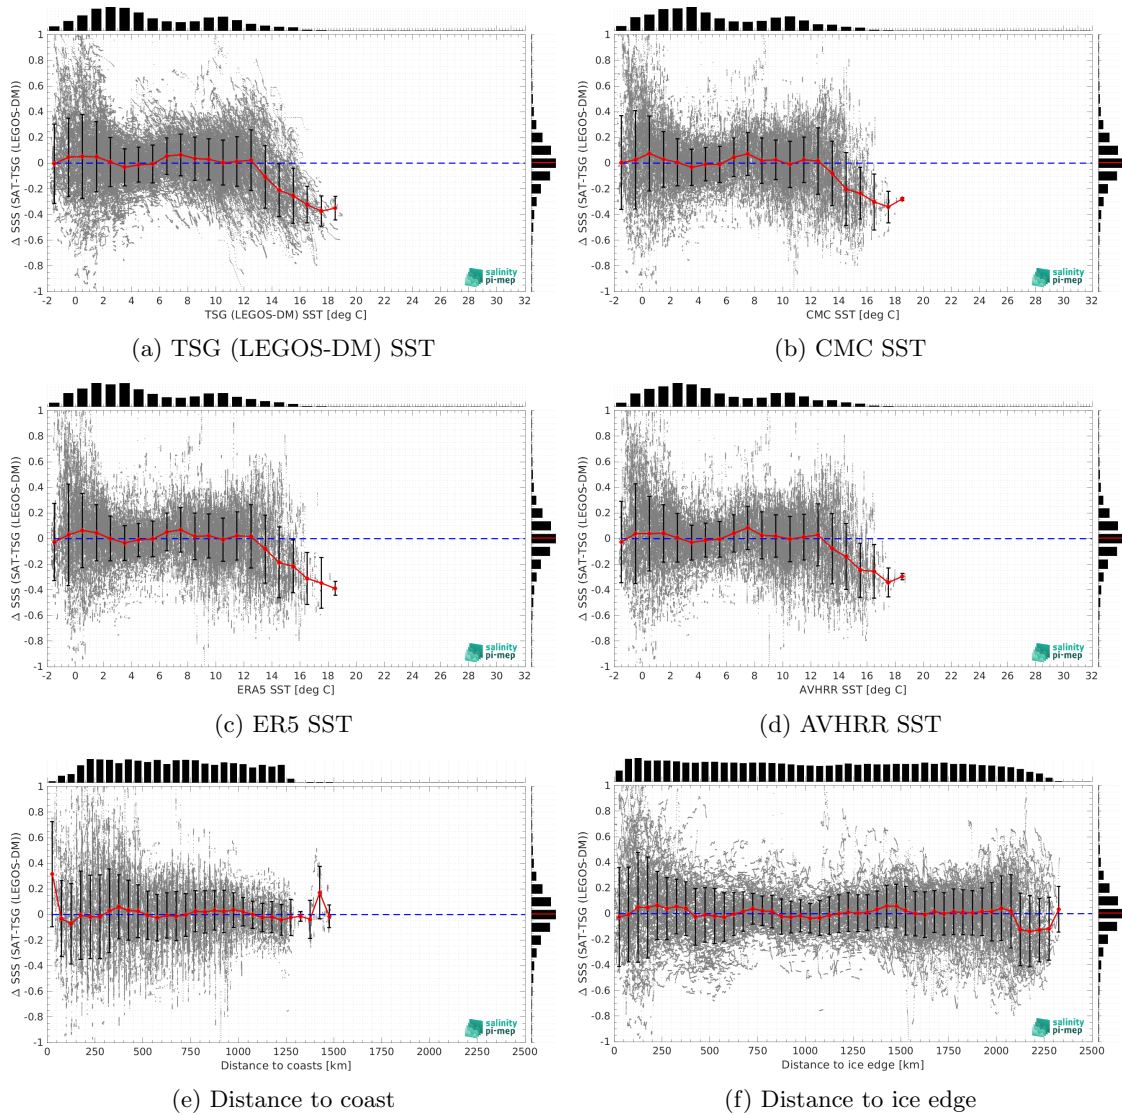 1
0.8
0.6
0.4
0.2
0
-0.2
-0.4
-0.6
-0.8
-1
Δ SSS (SAT-TSG (LEGOS-DM))
salinity
pi-mep
-2 0 2 4 6 8 10 12 14 16 18 20 22 24 26 28 30 32
TSG (LEGOS-DM) SST [deg C]
(a) TSG (LEGOS-DM) SST
1
0.8
0.6
0.4
0.2
0
-0.2
-0.4
-0.6
-0.8
-1
Δ SSS (SAT-TSG (LEGOS-DM))
salinity
pi-mep
-2 0 2 4 6 8 10 12 14 16 18 20 22 24 26 28 30 32
CMC SST [deg C]
(b) CMC SST
1
0.8
0.6
0.4
0.2
0
-0.2
-0.4
-0.6
-0.8
-1
Δ SSS (SAT-TSG (LEGOS-DM))
salinity
pi-mep
-2 0 2 4 6 8 10 12 14 16 18 20 22 24 26 28 30 32
ERA5 SST [deg C]
(c) ER5 SST
1
0.8
0.6
0.4
0.2
0
-0.2
-0.4
-0.6
-0.8
-1
Δ SSS (SAT-TSG (LEGOS-DM))
salinity
pi-mep
-2 0 2 4 6 8 10 12 14 16 18 20 22 24 26 28 30 32
AVHRR SST [deg C]
(d) AVHRR SST
1
0.8
0.6
0.4
0.2
0
-0.2
-0.4
-0.6
-0.8
-1
Δ SSS (SAT-TSG (LEGOS-DM))
salinity
pi-mep
0 250 500 750 1000 1250 1500 1750 2000 2250 2500
Distance to coasts [km]
(e) Distance to coast
1
0.8
0.6
0.4
0.2
0
-0.2
-0.4
-0.6
-0.8
-1
Δ SSS (SAT-TSG (LEGOS-DM))
salinity
pi-mep
0 250 500 750 1000 1250 1500 1750 2000 2250 2500
Distance to ice edge [km]
(f) Distance to ice edge